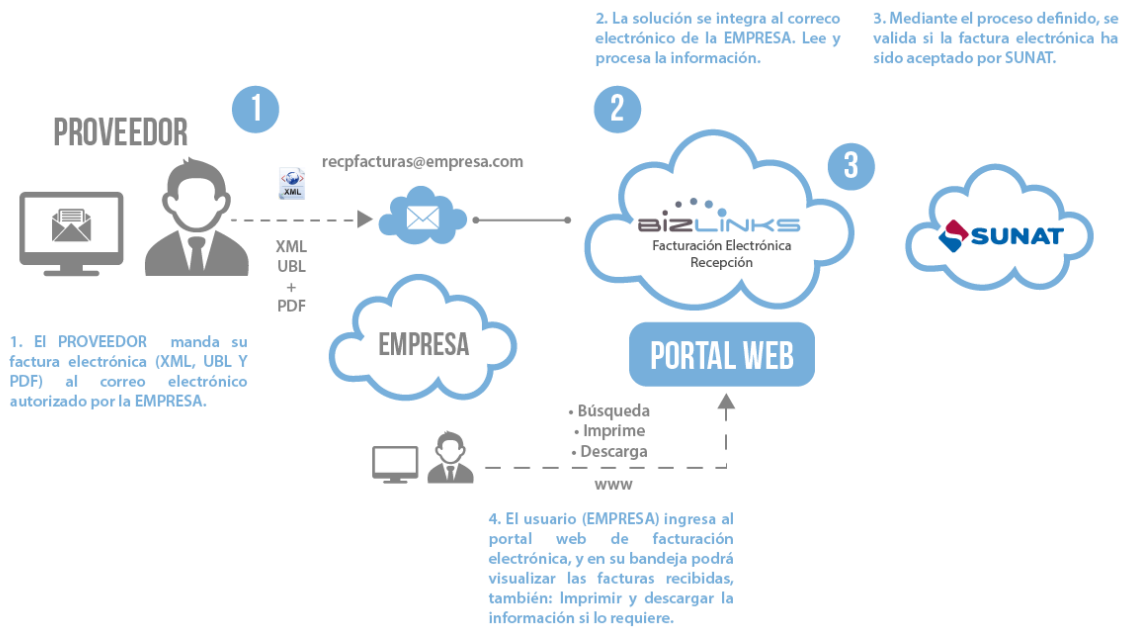 2. La solución se integra al correco
electrónico de la EMPRESA. Lee y
procesa la información.
3. Mediante el proceso definido, se
valida si la factura electrónica ha
sido aceptado por SUNAT.
1
2
3
PROVEEDOR
recpfacturas@empresa.com
XML
XML
UBL
+
PDF
BIZLINKS
Facturación Electrónica
Recepción
SUNAT
1. El PROVEEDOR manda su
factura electrónica (XML, UBL Y
PDF) al correo electrónico
autorizado por la EMPRESA.
EMPRESA
PORTAL WEB
• Búsqueda
• Imprime
• Descarga
www
4. El usuario (EMPRESA) ingresa al
portal web de facturación
electrónica, y en su bandeja podrá
visualizar las facturas recibidas,
también: Imprimir y descargar la
información si lo requiere.